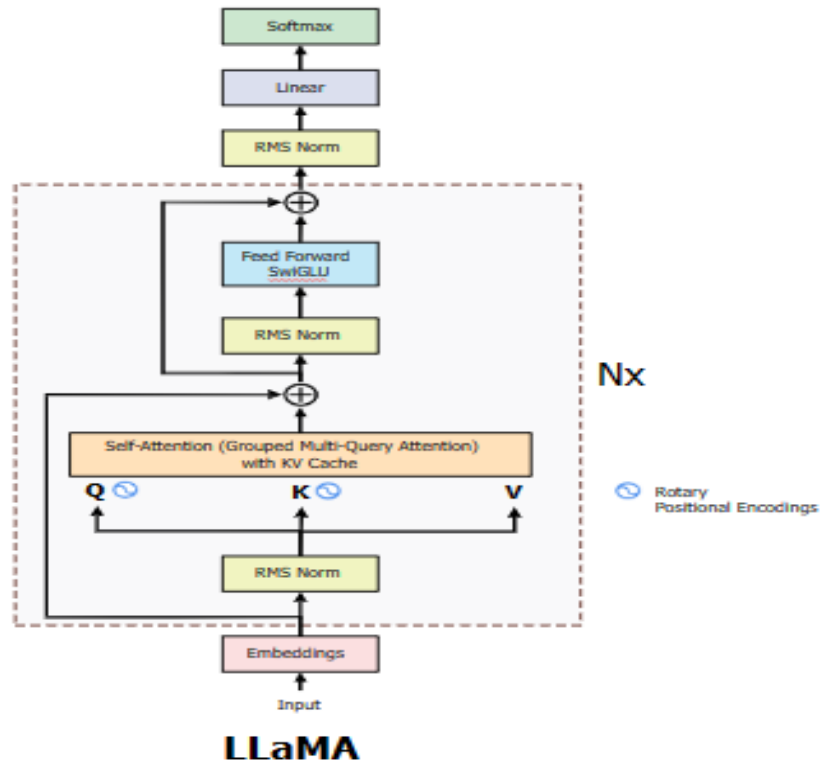 Softmax
Linear
RMS Norm
Feed Forward
SwiGLU
RMS Norm
Nx
Self-Attention (Grouped Multi-Query Attention)
with KV Cache
Q K V
Rotary
Positional Encodings
RMS Norm
Embeddings
Input
LLaMA